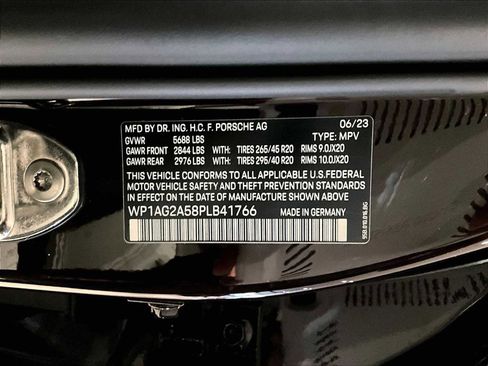 MFD BY DR. ING. H.C. F. PORSCHE AG 06/23
GVWR 5688 LBS TYPE: MPV
GAWR FRONT 2844 LBS WITH: TIRES 265/45 R20 RIMS 9.0JX20
GAWR REAR 2976 LBS WITH: TIRES 295/40 R20 RIMS 10.0JX20
THIS VEHICLE CONFORMS TO ALL APPLICABLE U.S.FEDERAL
MOTOR VEHICLE SAFETY AND THEFT PREVENTION STANDARDS
IN EFFECT ON THE DATE OF MANUFACTURE SHOWN ABOVE.
WP1AG2A58PLB41766 MADE IN GERMANY